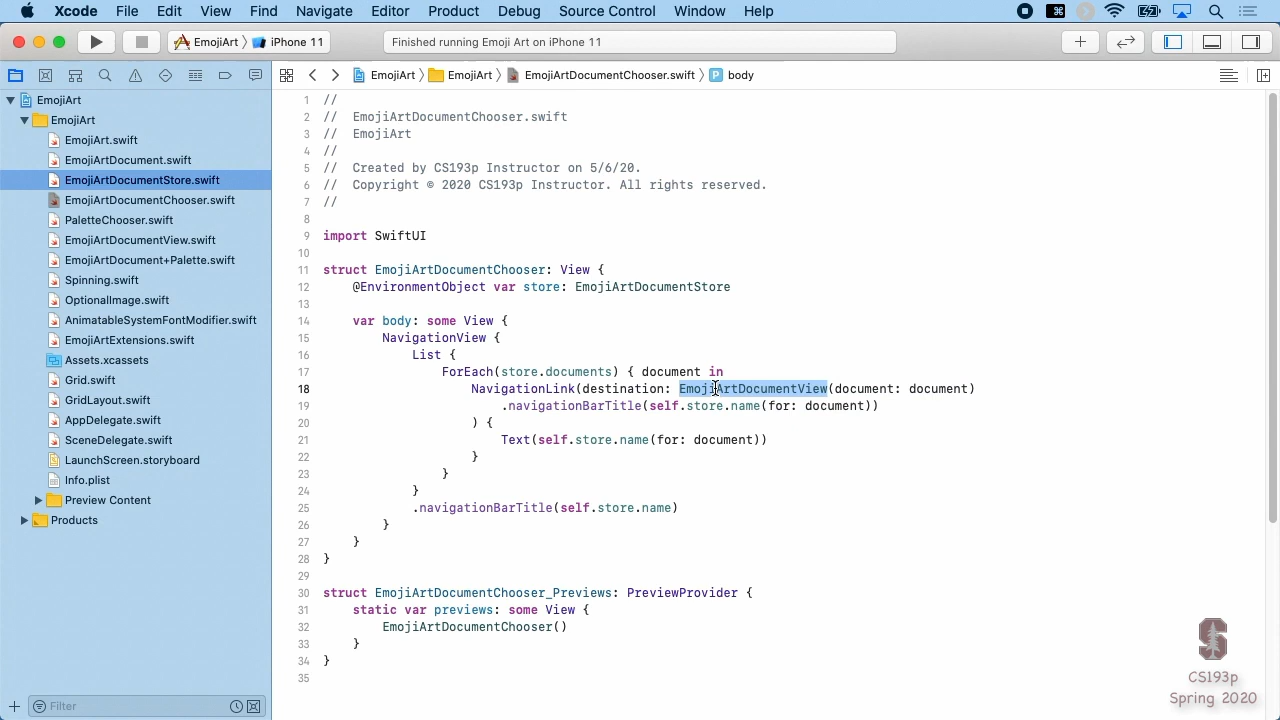 Xcode File Edit View Find Navigate Editor Product Debug Source Control Window Help
EmojiArt 〉 iPhone 11
Finished running Emoji Art on iPhone 11
EmojiArt 〉 EmojiArt 〉 EmojiArtDocumentChooser.swift 〉 P body
EmojiArt
EmojiArt
EmojiArt.swift
EmojiArtDocument.swift
EmojiArtDocumentStore.swift
EmojiArtDocumentChooser.swift
PaletteChooser.swift
EmojiArtDocumentView.swift
EmojiArtDocument+Palette.swift
Spinning.swift
OptionalImage.swift
AnimatableSystemFontModifier.swift
EmojiArtExtensions.swift
Assets.xcassets
Grid.swift
GridLayout.swift
AppDelegate.swift
SceneDelegate.swift
LaunchScreen.storyboard
Info.plist
Preview Content
Products
Filter
1 //
2 //  EmojiArtDocumentChooser.swift
3 //  EmojiArt
4 //
5 //  Created by CS193p Instructor on 5/6/20.
6 //  Copyright © 2020 CS193p Instructor. All rights reserved.
7 //
8
9 import SwiftUI
10
11 struct EmojiArtDocumentChooser: View {
12     @EnvironmentObject var store: EmojiArtDocumentStore
13
14     var body: some View {
15         NavigationView {
16             List {
17                 ForEach(store.documents) { document in
18                     NavigationLink(destination: EmojiArtDocumentView(document: document)
19                         .navigationBarTitle(self.store.name(for: document))
20                     ) {
21                         Text(self.store.name(for: document))
22                     }
23                 }
24             }
25             .navigationBarTitle(self.store.name)
26         }
27     }
28 }
29
30 struct EmojiArtDocumentChooser_Previews: PreviewProvider {
31     static var previews: some View {
32         EmojiArtDocumentChooser()
33     }
34 }
35
CS193p
Spring 2020